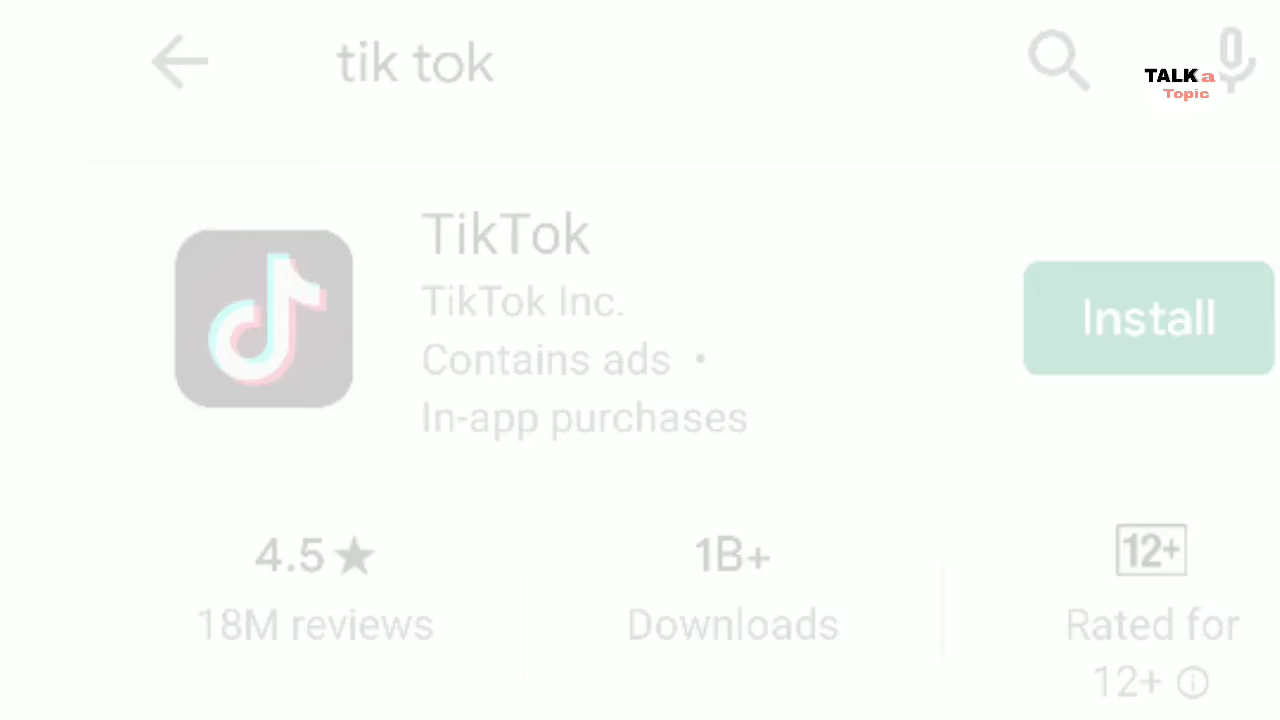 tik tok
TALK a
Topic
TikTok
TikTok Inc.
Contains ads •
In-app purchases
Install
4.5★
18M reviews
1B+
Downloads
12+
Rated for
12+